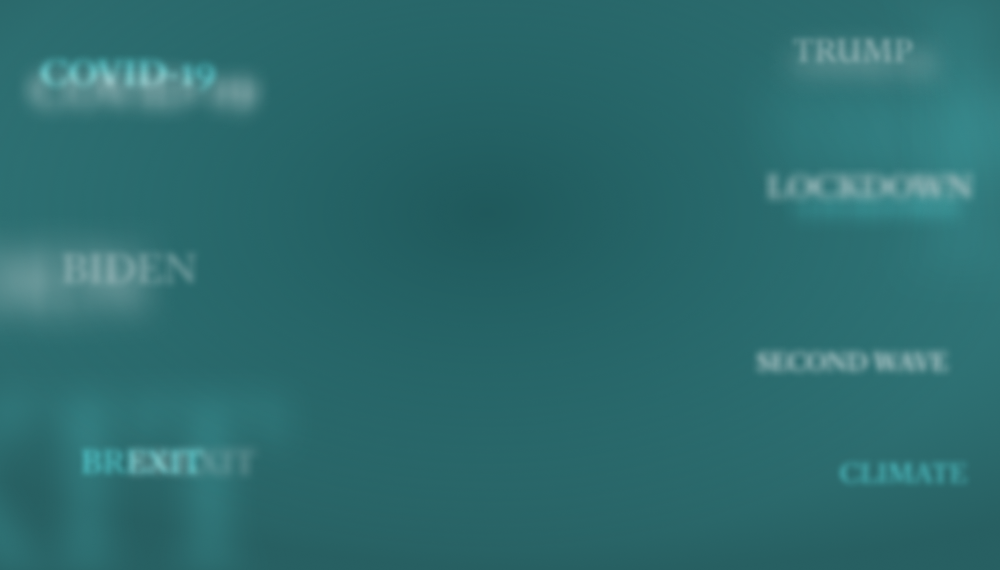 COVID-19
TRUMP
LOCKDOWN
BIDEN
SECOND WAVE
BREXIT
CLIMATE